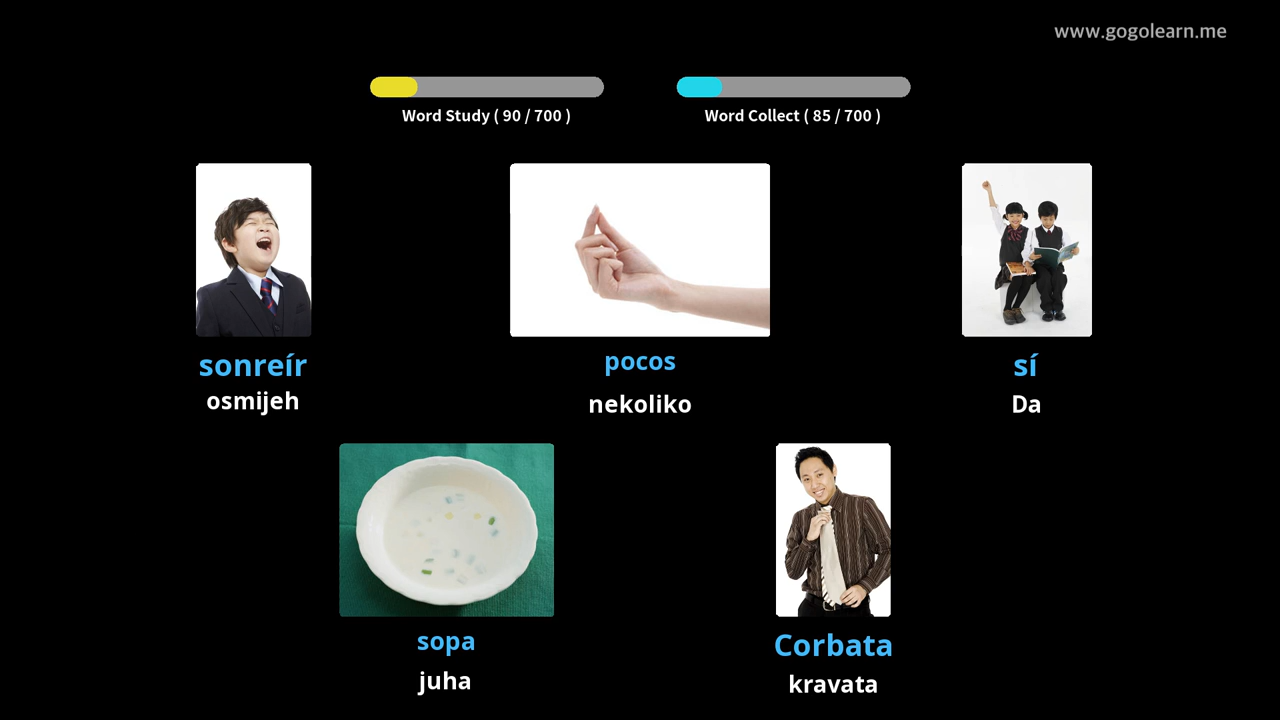 www.gogolearn.me
Word Study ( 90 / 700 )
Word Collect ( 85 / 700 )
sonreír
osmijeh
pocos
nekoliko
sí
Da
sopa
juha
Corbata
kravata